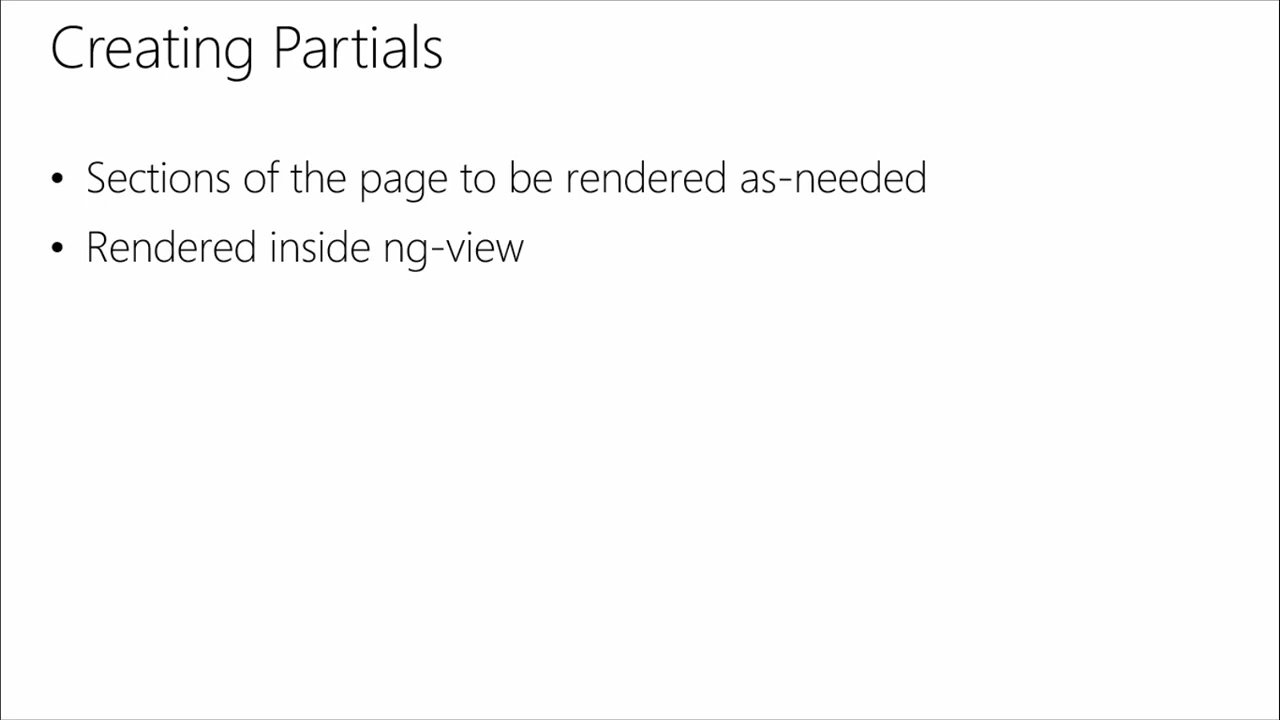 Creating Partials
• Sections of the page to be rendered as-needed
• Rendered inside ng-view